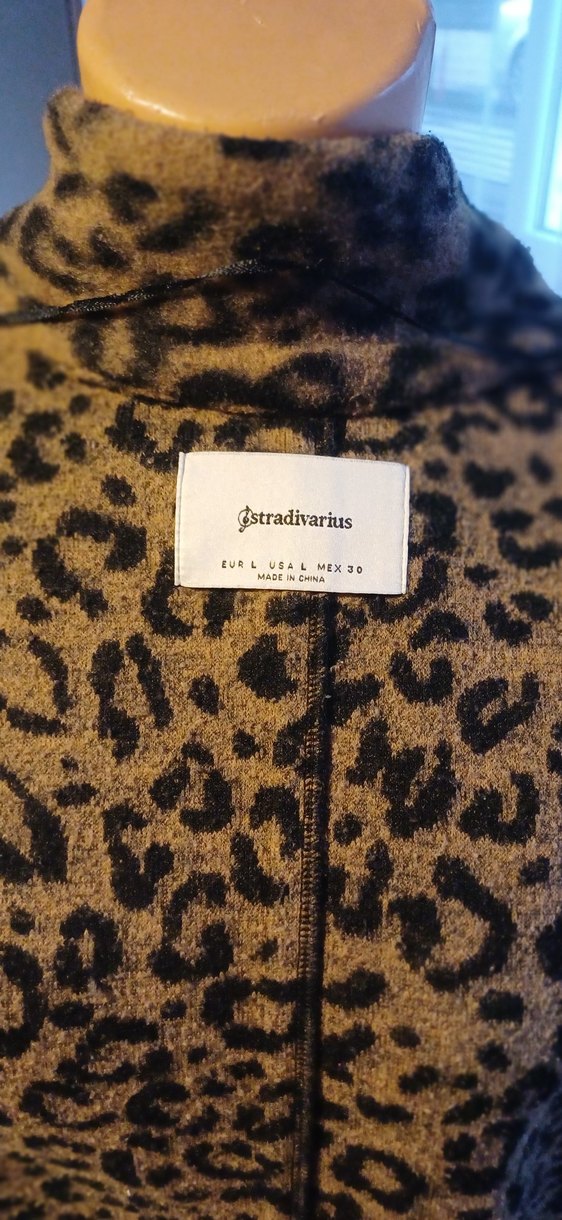 stradivarius
EUR L USA L MEX 30
MADE IN CHINA